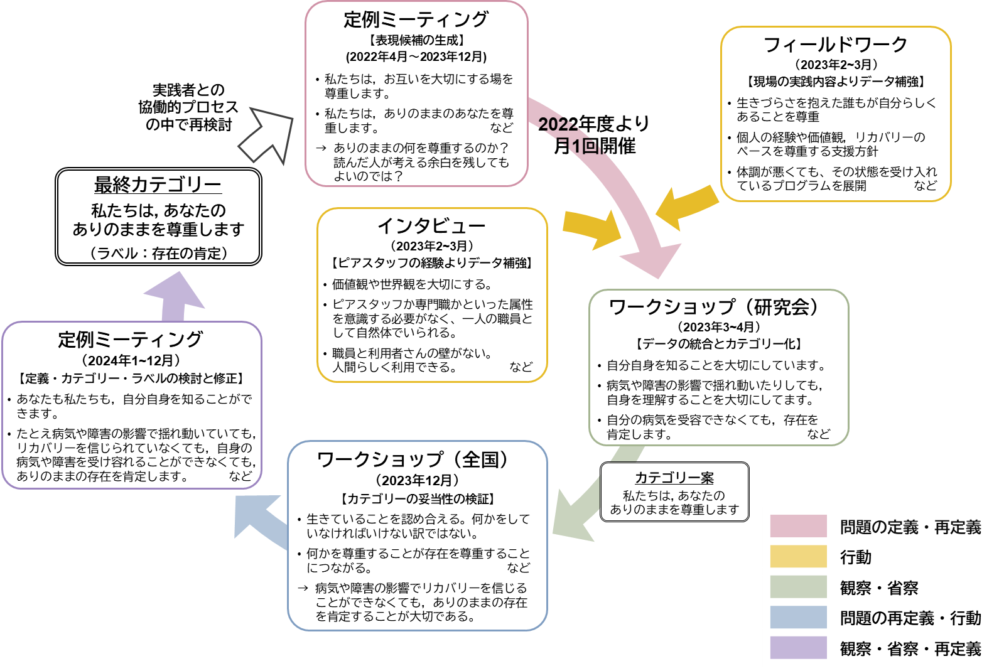 定例ミーティング
【表現候補の生成】
(2022年4月～2023年12月)
• 私たちは，お互いを大切にする場を
尊重します。
• 私たちは，ありのままのあなたを尊
重します。 など
→ ありのままの何を尊重するのか？
読んだ人が考える余白を残しても
よいのでは？
2022年度より
月1回開催
フィールドワーク
（2023年2~3月）
【現場の実践内容よりデータ補強】
• 生きづらさを抱えた誰もが自分らしく
あることを尊重
• 個人の経験や価値観，リカバリーの
ペースを尊重する支援方針
• 体調が悪くても、その状態を受け入れ
ているプログラムを展開 など
インタビュー
（2023年2~3月）
【ピアスタッフの経験よりデータ補強】
• 価値観や世界観を大切にする。
• ピアスタッフか専門職かといった属性
を意識する必要がなく、一人の職員と
して自然体でいられる。
• 職員と利用者さんの壁がない。
人間らしく利用できる。 など
ワークショップ（研究会）
（2023年3~4月）
【データの統合とカテゴリー化】
• 自分自身を知ることを大切にしています。
• 病気や障害の影響で揺れ動いたりしても，
自身を理解することを大切にしてます。
• 自分の病気を受容できなくても，存在を
肯定します。 など
カテゴリー案
私たちは，あなたの
ありのままを尊重します
ワークショップ（全国）
（2023年12月）
【カテゴリーの妥当性の検証】
• 生きていることを認め合える。何かをして
いなければいけない訳ではない。
• 何かを尊重することが存在を尊重すること
につながる。 など
→ 病気や障害の影響でリカバリーを信じる
ことができなくても，ありのままの存在
を肯定することが大切である。
定例ミーティング
（2024年1~12月）
【定義・カテゴリー・ラベルの検討と修正】
• あなたも私たちも，自分自身を知ることがで
きます。
• たとえ病気や障害の影響で揺れ動いていても，
リカバリーを信じられていなくても，自身の
病気や障害を受け容れることができなくても，
ありのままの存在を肯定します。 など
最終カテゴリー
私たちは，あなたの
ありのままを尊重します
（ラベル：存在の肯定）
実践者との
協働的プロセス
の中で再検討
問題の定義・再定義
行動
観察・省察
問題の再定義・行動
観察・省察・再定義